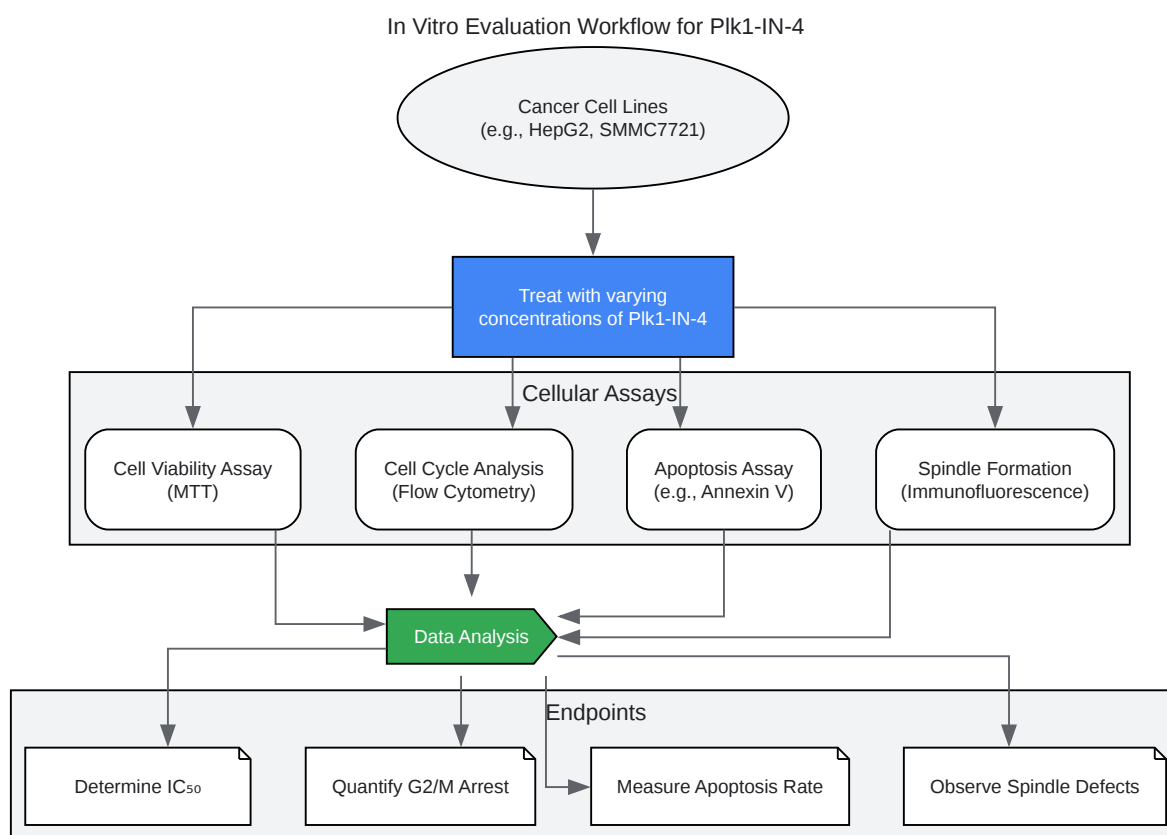 In Vitro Evaluation Workflow for Plk1-IN-4
Cancer Cell Lines
(e.g., HepG2, SMMC7721)
Treat with varying
concentrations of Plk1-IN-4
Cellular Assays
Cell Viability Assay
(MTT)
Cell Cycle Analysis
(Flow Cytometry)
Apoptosis Assay
(e.g., Annexin V)
Spindle Formation
(Immunofluorescence)
Data Analysis
Endpoints
Determine IC₅₀
Quantify G2/M Arrest
Measure Apoptosis Rate
Observe Spindle Defects